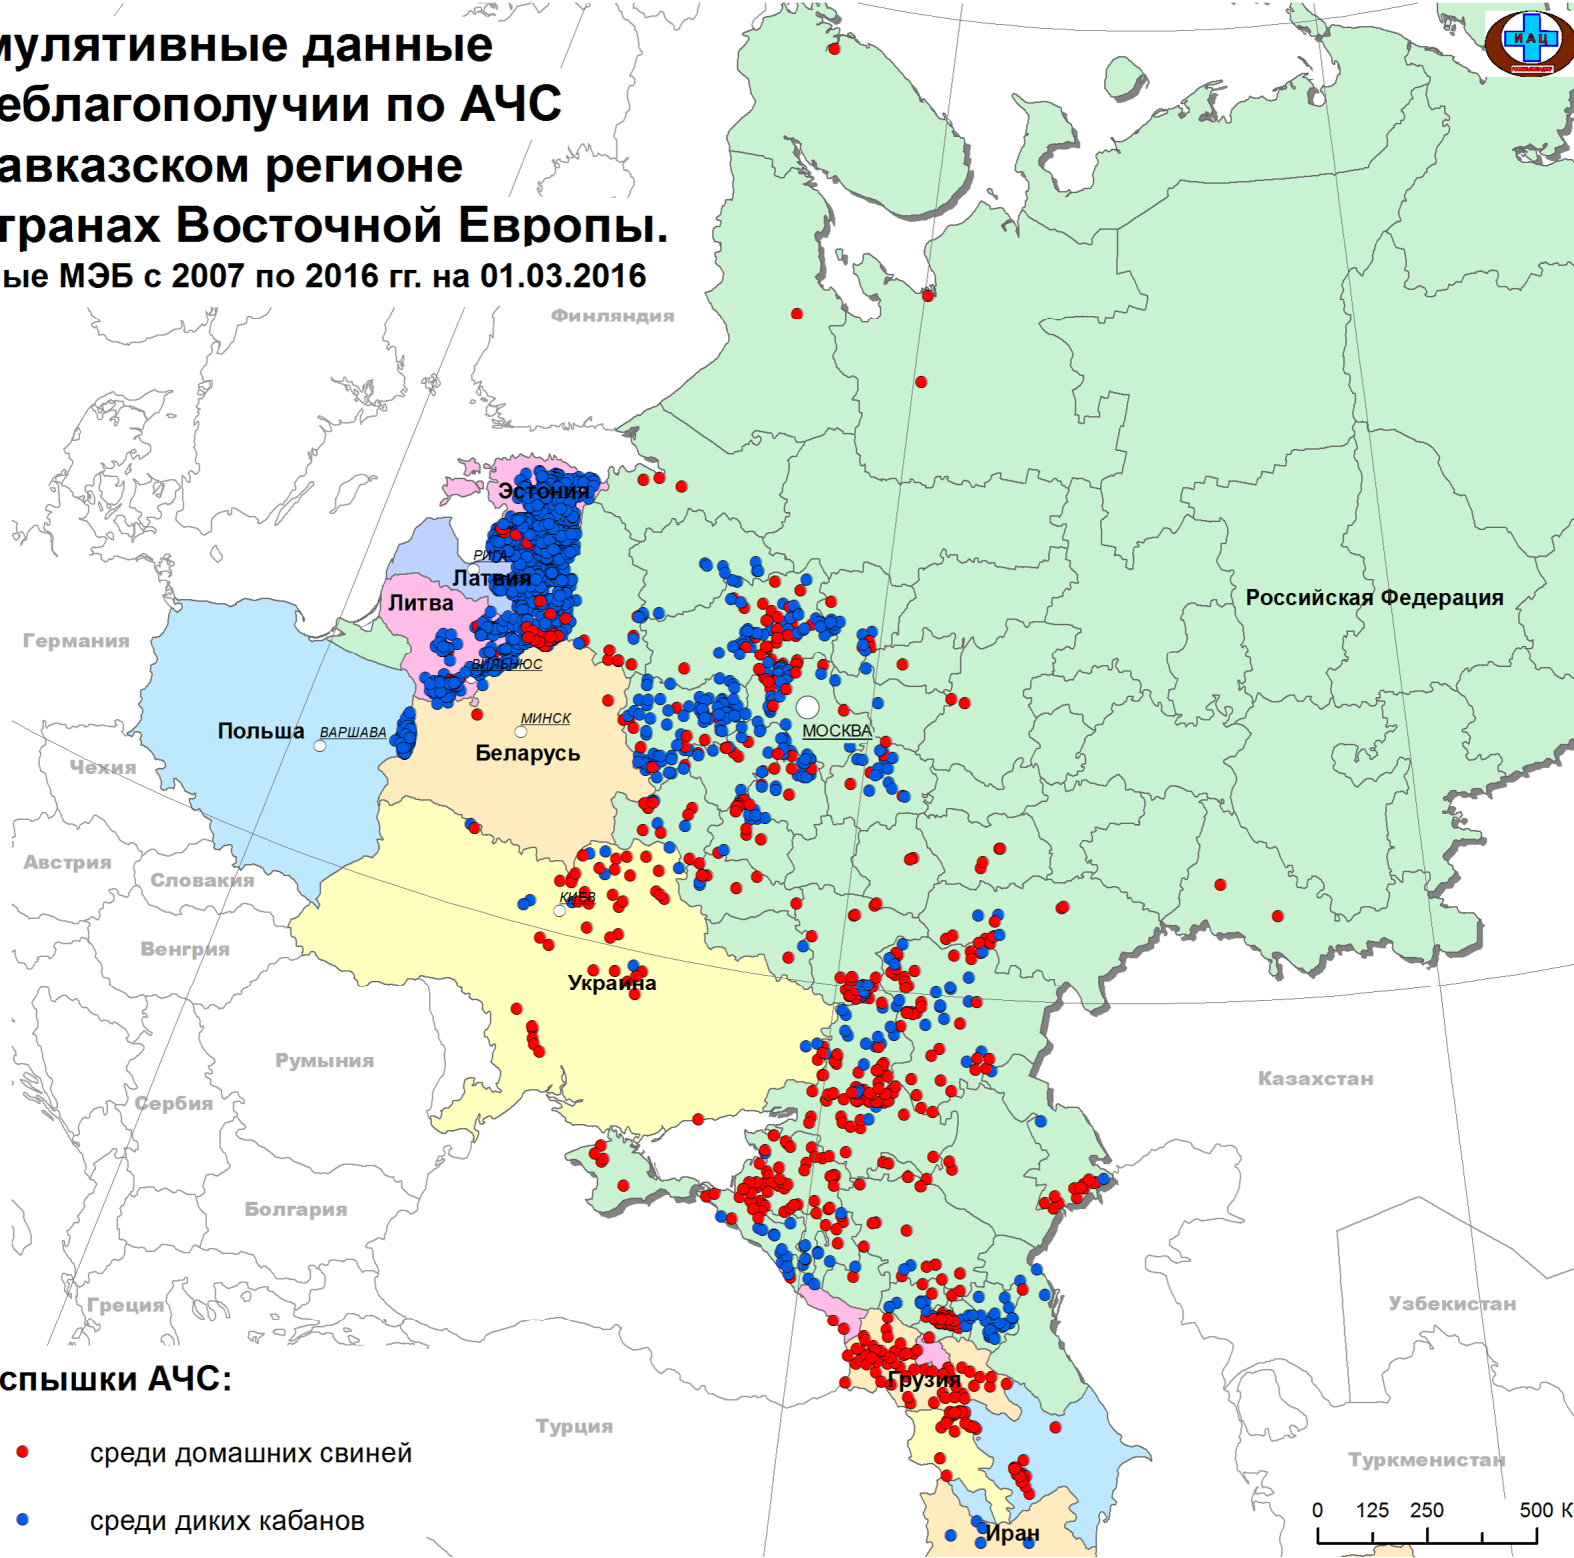 мулятивные данные
еблагополучии по АЧС
авказском регионе
транах Восточной Европы.
ые МЭБ с 2007 по 2016 гг. на 01.03.2016
ИАЦ
Финляндия
Эстония
РИГА
Латвия
Литва
Российская Федерация
Германия
ВИЛЬНЮС
Польша
ВАРШАВА
МИНСК
МОСКВА
Беларусь
Чехия
Австрия
Словакия
КИЕВ
Венгрия
Украина
Румыния
Казахстан
Сербия
Болгария
Греция
Узбекистан
Грузия
Турция
Туркменистан
Иран
спышки АЧС:
среди домашних свиней
среди диких кабанов
0 125 250 500 К